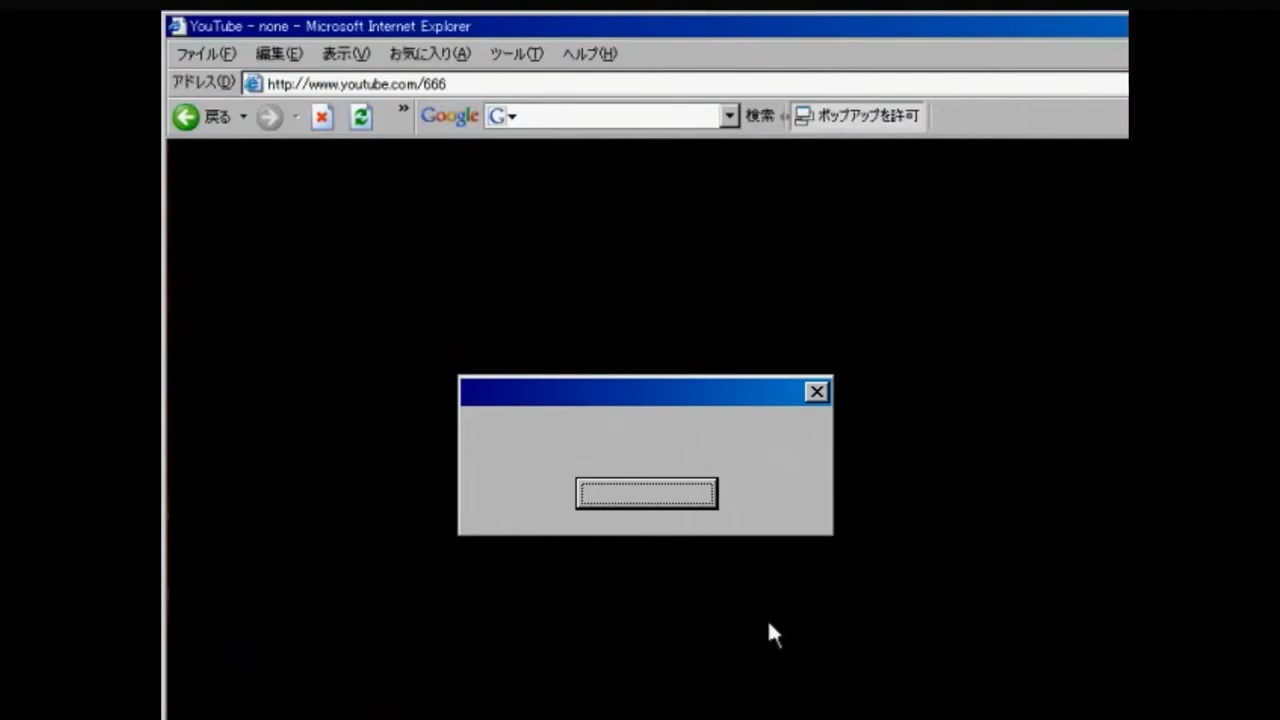 YouTube - none - Microsoft Internet Explorer
ファイル(F) 編集(E) 表示(V) お気に入り(A) ツール(T) ヘルプ(H)
アドレス(D) http://www.youtube.com/666
戻る » Google G 検索 ポップアップを許可